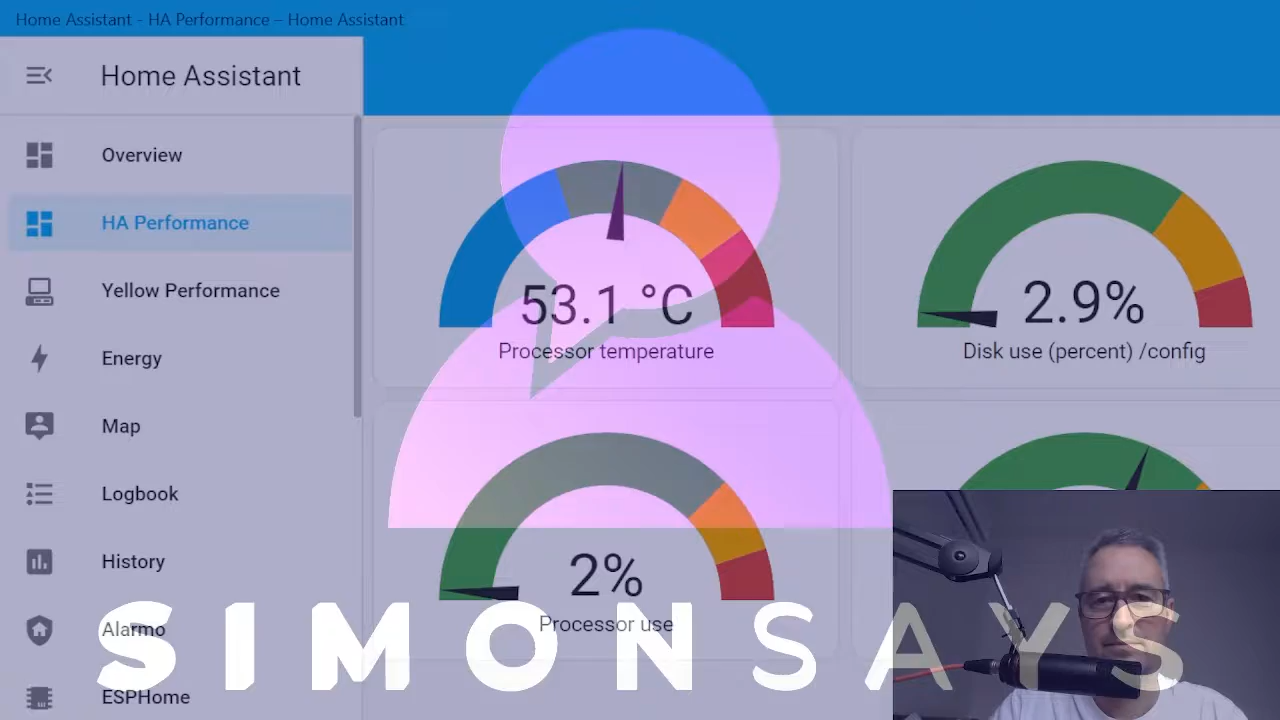 Home Assistant - HA Performance – Home Assistant
Home Assistant
Overview
HA Performance
Yellow Performance
Energy
Map
Logbook
History
Alarmo
ESPHome
53.1 °C
Processor temperature
2.9%
Disk use (percent) /config
2%
Processor use
SIMONSAYS